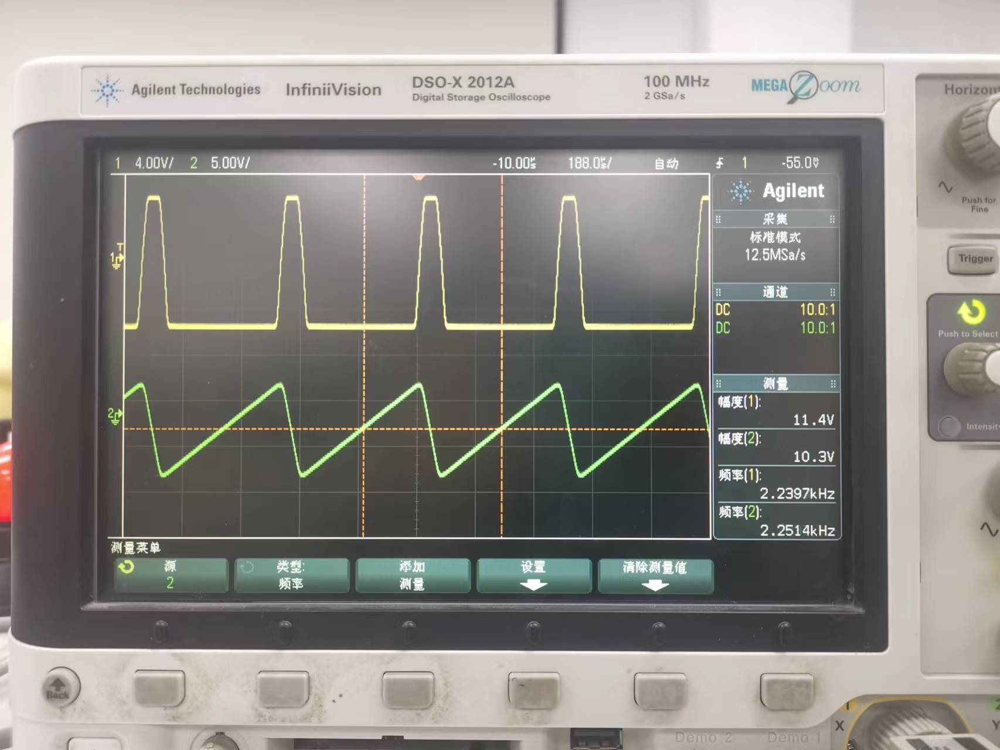 Agilent Technologies InfiniiVision DSO-X 2012A 100 MHz MEGA Zoom
Digital Storage Oscilloscope 2 GSa/s
Horizon
Push for
Fine
1 4.00V/ 2 5.00V/ -10.00µs 188.0µs/ 自动 1 -55.0V
Agilent
采集
标准模式
12.5MSa/s
通道
DC 10.0:1
DC 10.0:1
测量
幅度(1):
11.4V
幅度(2):
10.3V
频率(1):
2.2397kHz
频率(2):
2.2514kHz
T
1
2
测量菜单
源
2
类型:
频率
添加
测量
设置
清除测量值
Trigger
Push to Select
Intensity
Back
Demo 2 Demo 1
X